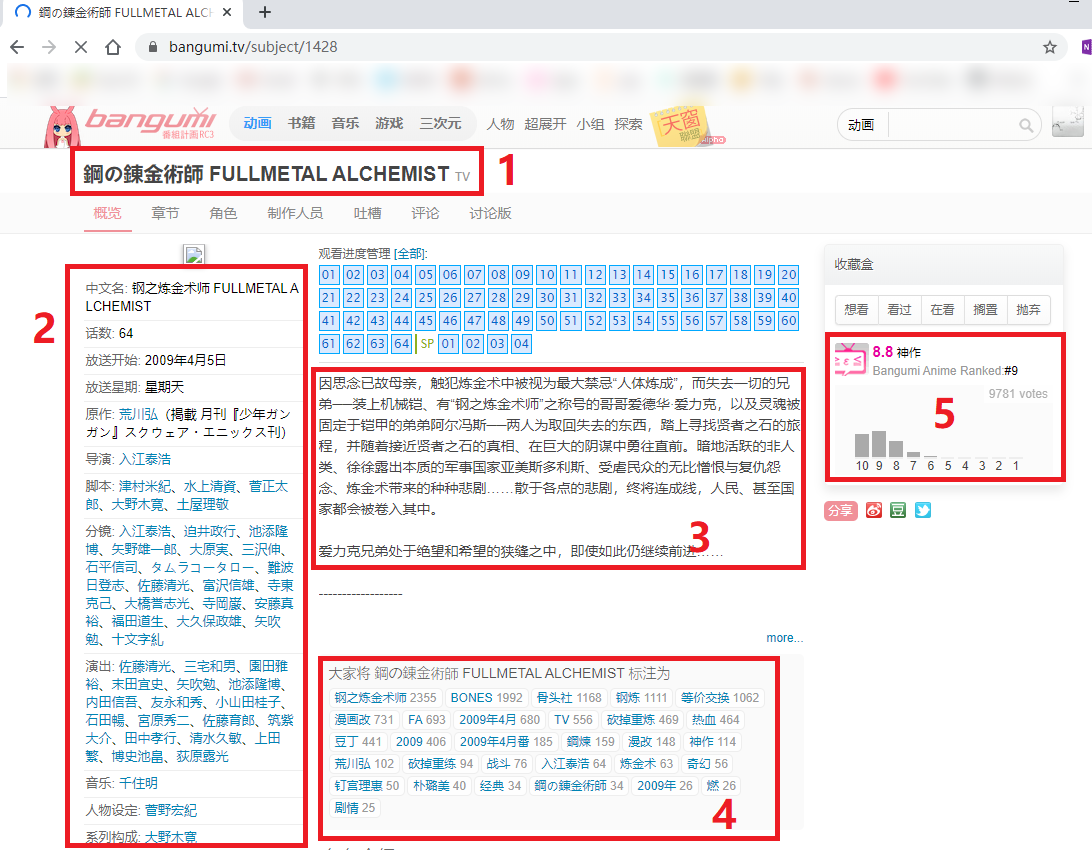 鋼の錬金術師 FULLMETAL ALCH
bangumi.tv/subject/1428
bangumi
番組計画RC3
动画 书籍 音乐 游戏 三次元 人物 超展开 小组 探索
天窗
联盟
alpha
动画
鋼の錬金術師 FULLMETAL ALCHEMIST TV
1
概览 章节 角色 制作人员 吐槽 评论 讨论版
2
中文名: 钢之炼金术师 FULLMETAL A
LCHEMIST
话数: 64
放送开始: 2009年4月5日
放送星期: 星期天
原作: 荒川弘（掲載 月刊『少年ガン
ガン』スクウェア・エニックス刊）
导演: 入江泰浩
脚本: 津村米紀、水上清資、菅正太
郎、大野木寛、土屋理敬
分镜: 入江泰浩、迫井政行、池添隆
博、矢野雄一郎、大原実、三沢伸、
石平信司、タムラコータロー、難波
日登志、佐藤清光、富沢信雄、寺東
克己、大橋誉志光、寺岡巌、安藤真
裕、福田道生、大久保政雄、矢吹
勉、十文字糺
演出: 佐藤清光、三宅和男、園田雅
裕、末田宜史、矢吹勉、池添隆博、
内田信吾、友永和秀、小山田桂子、
石田暢、宮原秀二、佐藤育郎、筑紫
大介、田中孝行、清水久敏、上田
繁、博史池畠、荻原露光
音乐: 千住明
人物设定: 菅野宏紀
系列构成: 大野木寛
观看进度管理 [全部]:
01 02 03 04 05 06 07 08 09 10 11 12 13 14 15 16 17 18 19 20
21 22 23 24 25 26 27 28 29 30 31 32 33 34 35 36 37 38 39 40
41 42 43 44 45 46 47 48 49 50 51 52 53 54 55 56 57 58 59 60
61 62 63 64 SP 01 02 03 04
因思念已故母亲，触犯炼金术中被视为最大禁忌“人体炼成”，而失去一切的兄
弟──装上机械铠、有“钢之炼金术师”之称号的哥哥爱德华·爱力克，以及灵魂被
固定于铠甲的弟弟阿尔冯斯──两人为取回失去的东西，踏上寻找贤者之石的旅
程，并随着接近贤者之石的真相、在巨大的阴谋中勇往直前。暗地活跃的非人
类、徐徐露出本质的军事国家亚美斯多利斯、受虐民众的无比憎恨与复仇怨
念、炼金术带来的种种悲剧……散于各点的悲剧，终将连成线，人民、甚至国
家都会被卷入其中。
爱力克兄弟处于绝望和希望的狭缝之中，即使如此仍继续前进……
3
------------------
more...
大家将 鋼の錬金術師 FULLMETAL ALCHEMIST 标注为
钢之炼金术师 2355 BONES 1992 骨头社 1168 钢炼 1111 等价交换 1062
漫画改 731 FA 693 2009年4月 680 TV 556 砍掉重炼 469 热血 464
豆丁 441 2009 406 2009年4月番 185 鋼煉 159 漫改 148 神作 114
荒川弘 102 砍掉重练 94 战斗 76 入江泰浩 64 炼金术 63 奇幻 56
钉宫理惠 50 朴璐美 40 经典 34 鋼の錬金術師 34 2009年 26 燃 26
剧情 25
4
收藏盒
想看 看过 在看 搁置 抛弃
8.8 神作
Bangumi Anime Ranked:#9
9781 votes
5
10 9 8 7 6 5 4 3 2 1
分享 豆